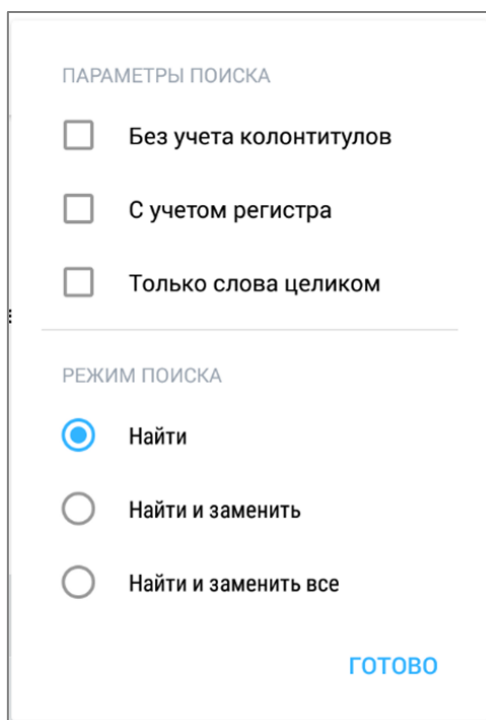 ПАРАМЕТРЫ ПОИСКА
Без учета колонтитулов
С учетом регистра
Только слова целиком
РЕЖИМ ПОИСКА
Найти
Найти и заменить
Найти и заменить все
ГОТОВО